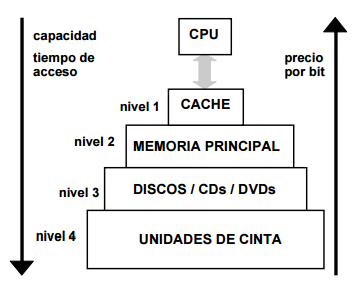 capacidad
tiempo de
acceso
CPU
precio
por bit
nivel 1
CACHE
nivel 2
MEMORIA PRINCIPAL
nivel 3
DISCOS / CDs / DVDs
nivel 4
UNIDADES DE CINTA